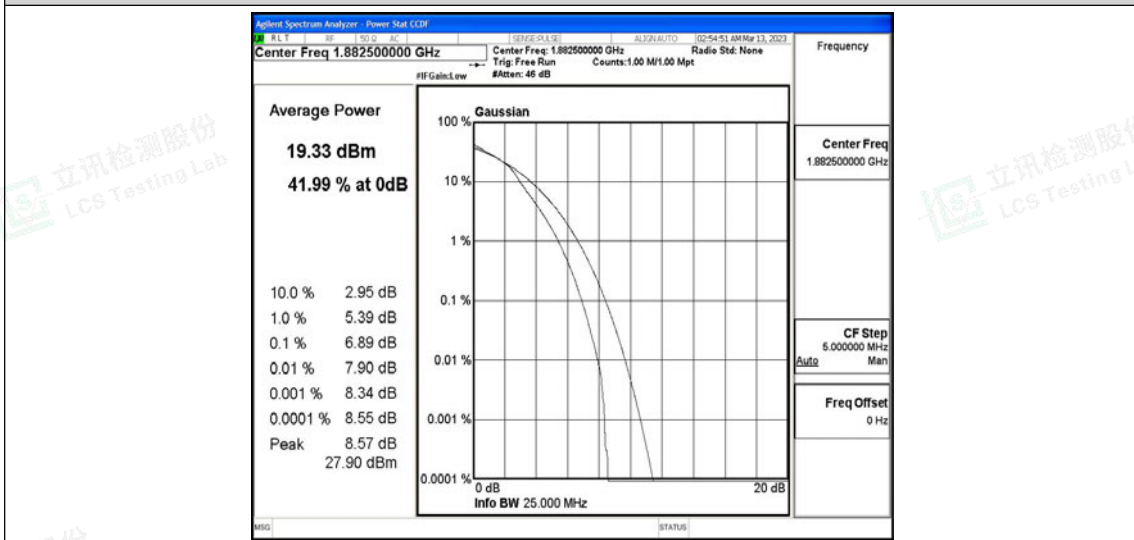 Agilent Spectrum Analyzer - Power Stat CCDF
RLT RF 50 Ω AC SENSE:PULSE ALIGN AUTO 02:54:51 AM Mar 13, 2023
Center Freq 1.882500000 GHz
Center Freq: 1.882500000 GHz Radio Std: None
Trig: Free Run Counts:1.00 M/1.00 Mpt
#IFGain:Low #Atten: 46 dB
Frequency
Average Power
19.33 dBm
41.99 % at 0dB
10.0 % 2.95 dB
1.0 % 5.39 dB
0.1 % 6.89 dB
0.01 % 7.90 dB
0.001 % 8.34 dB
0.0001 % 8.55 dB
Peak 8.57 dB
27.90 dBm
Gaussian
100 %
10 %
1 %
0.1 %
0.01 %
0.001 %
0.0001 %
0 dB 20 dB
Info BW 25.000 MHz
Center Freq
1.882500000 GHz
CF Step
5.000000 MHz
Auto Man
Freq Offset
0 Hz
MSG STATUS
立讯检测股份
LCS Testing Lab
立讯检测股份
LCS Testing L